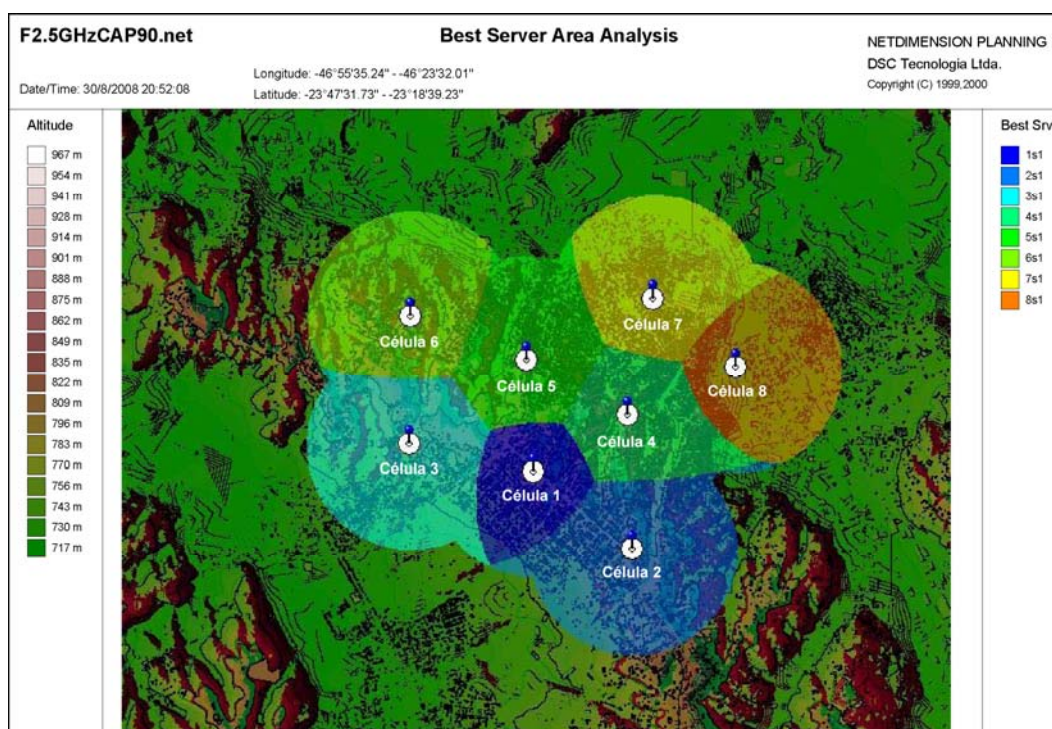 F2.5GHzCAP90.net
Best Server Area Analysis
NETDIMENSION PLANNING
DSC Tecnologia Ltda.
Copyright (C) 1999,2000
Date/Time: 30/8/2008 20:52:08
Longitude: -46°55'35.24" - -46°23'32.01"
Latitude: -23°47'31.73" - -23°18'39.23"
Altitude
967 m
954 m
941 m
928 m
914 m
901 m
888 m
875 m
862 m
849 m
835 m
822 m
809 m
796 m
783 m
770 m
756 m
743 m
730 m
717 m
Célula 6
Célula 7
Célula 5
Célula 8
Célula 4
Célula 3
Célula 1
Célula 2
Best Srv
1s1
2s1
3s1
4s1
5s1
6s1
7s1
8s1